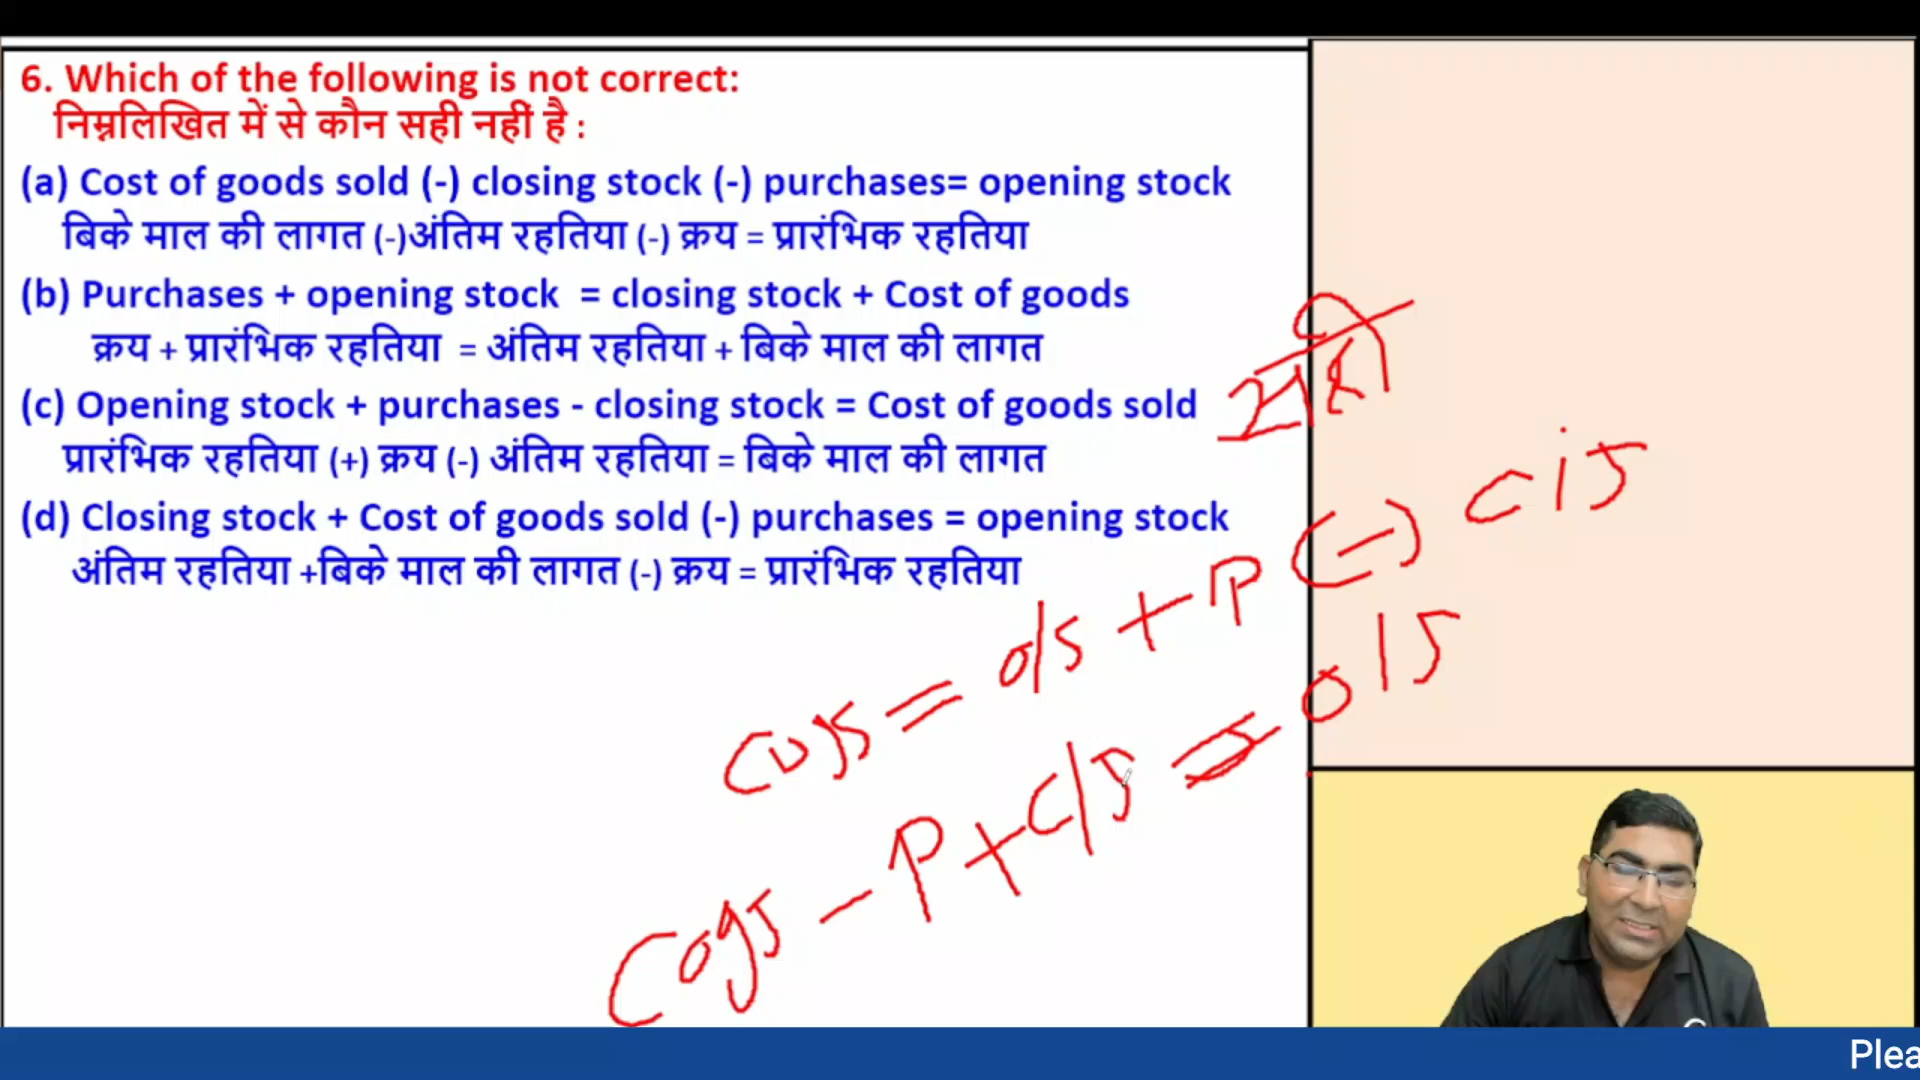 6. Which of the following is not correct:
निम्नलिखित में से कौन सही नहीं है :
(a) Cost of goods sold (-) closing stock (-) purchases= opening stock
बिके माल की लागत (-)अंतिम रहतिया (-) क्रय = प्रारंभिक रहतिया
(b) Purchases + opening stock = closing stock + Cost of goods
क्रय + प्रारंभिक रहतिया = अंतिम रहतिया + बिके माल की लागत
(c) Opening stock + purchases - closing stock = Cost of goods sold
प्रारंभिक रहतिया (+) क्रय (-) अंतिम रहतिया = बिके माल की लागत
(d) Closing stock + Cost of goods sold (-) purchases = opening stock
अंतिम रहतिया +बिके माल की लागत (-) क्रय = प्रारंभिक रहतिया
सही
COgS = O/S + P (-) C/S
COgS - P + C/S = O/S
Plea